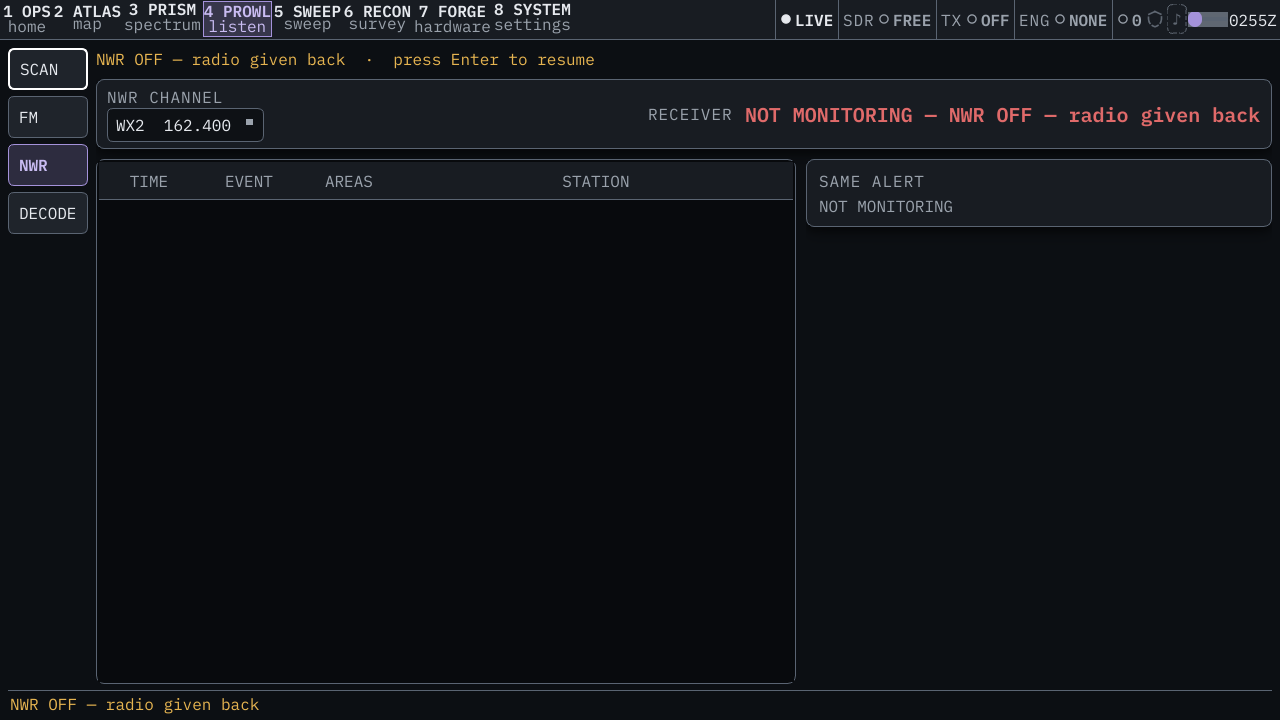 1 OPS 2 ATLAS 3 PRISM 4 PROWL 5 SWEEP 6 RECON 7 FORGE 8 SYSTEM
home map spectrum listen sweep survey hardware settings
LIVE SDR FREE TX OFF ENG NONE 0 ♪ 0255Z
SCAN
FM
NWR
DECODE
NWR OFF — radio given back · press Enter to resume
NWR CHANNEL
WX2 162.400
RECEIVER NOT MONITORING — NWR OFF — radio given back
TIME EVENT AREAS STATION
SAME ALERT
NOT MONITORING
NWR OFF — radio given back